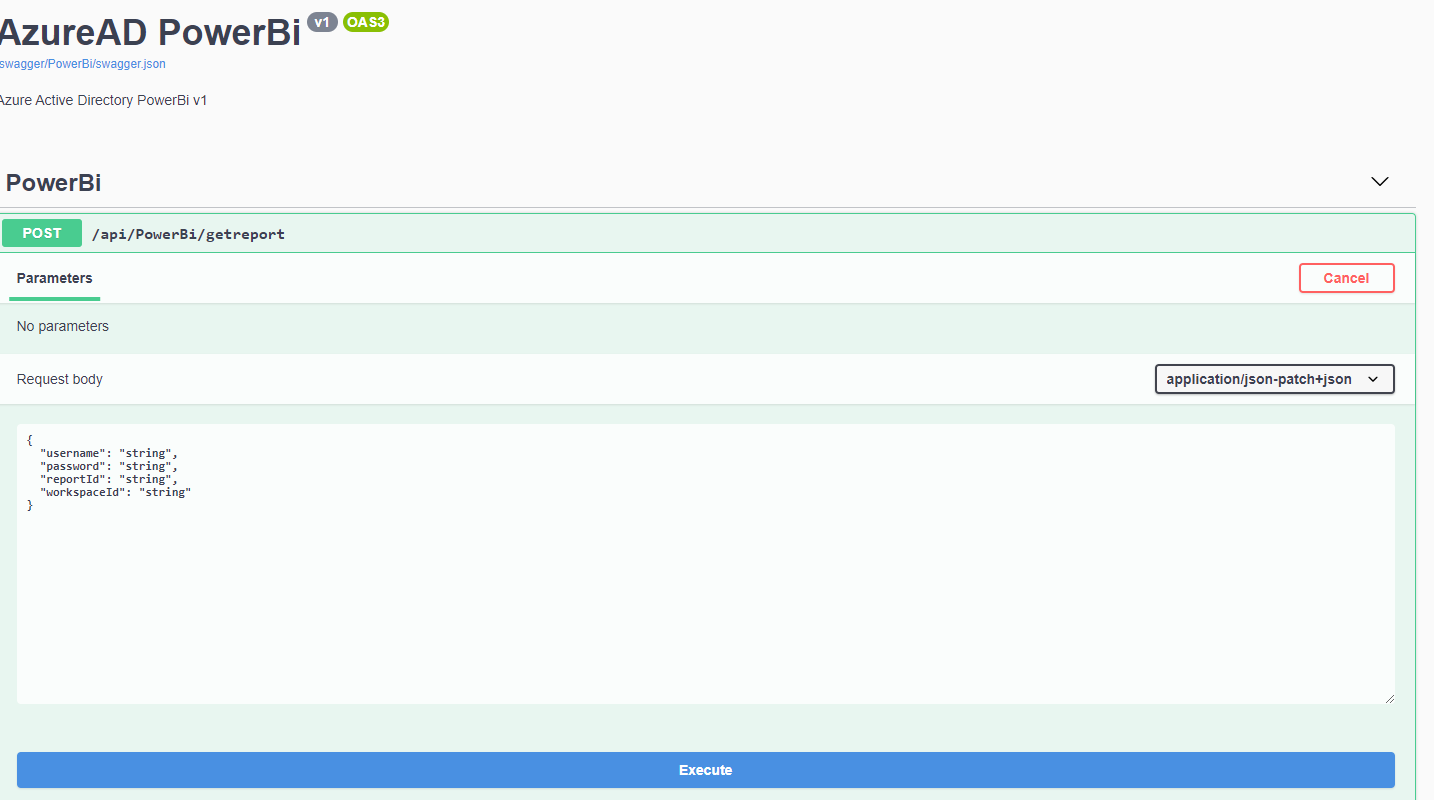 AzureAD PowerBi v1 OAS3
swagger/PowerBi/swagger.json
Azure Active Directory PowerBi v1
PowerBi
POST /api/PowerBi/getreport
Parameters Cancel
No parameters
Request body application/json-patch+json
{
  "username": "string",
  "password": "string",
  "reportId": "string",
  "workspaceId": "string"
}
Execute